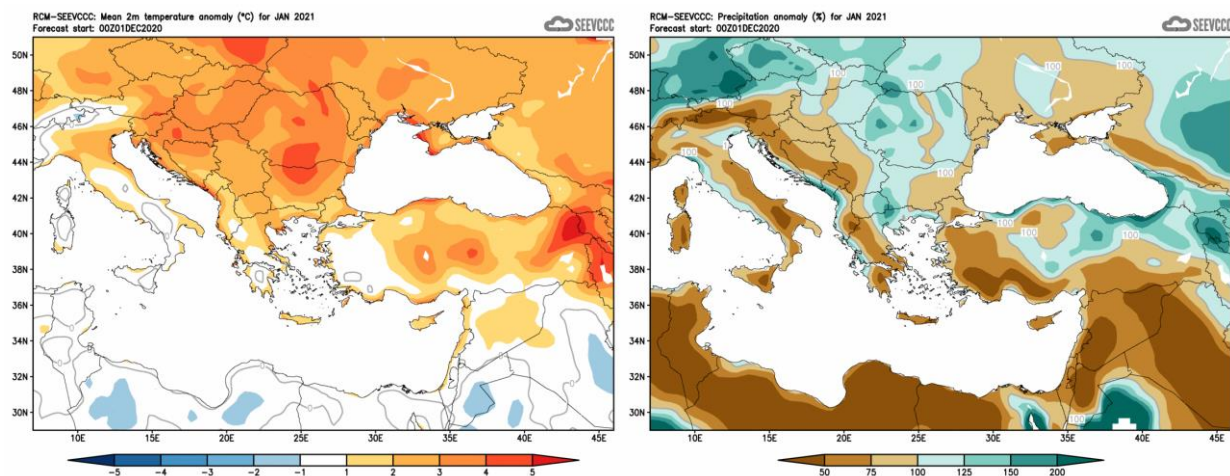 RCM-SEEVCCC: Mean 2m temperature anomaly (°C) for JAN 2021
Forecast start: 00Z01DEC2020
SEEVCCC
50N
48N
46N
44N
42N
40N
38N
36N
34N
32N
30N
10E 15E 20E 25E 30E 35E 40E 45E
-5 -4 -3 -2 -1 1 2 3 4 5
RCM-SEEVCCC: Precipitation anomaly (%) for JAN 2021
Forecast start: 00Z01DEC2020
SEEVCCC
50N
48N
46N
44N
42N
40N
38N
36N
34N
32N
30N
100
100
100
100
100
100
100
100
100
10E 15E 20E 25E 30E 35E 40E 45E
50 75 100 125 150 200